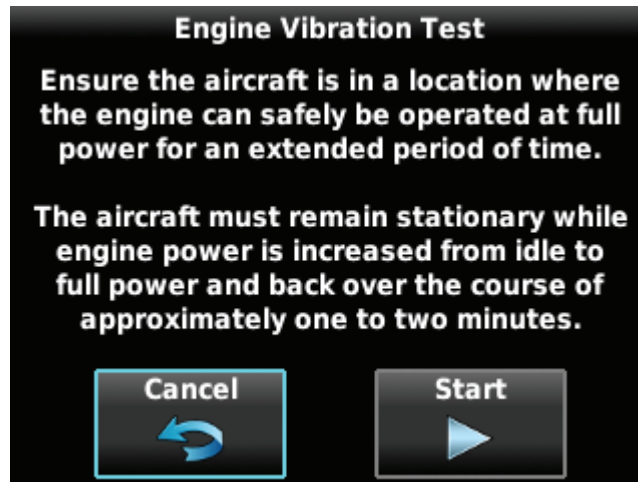 Engine Vibration Test
Ensure the aircraft is in a location where
the engine can safely be operated at full
power for an extended period of time.
The aircraft must remain stationary while
engine power is increased from idle to
full power and back over the course of
approximately one to two minutes.
Cancel
Start